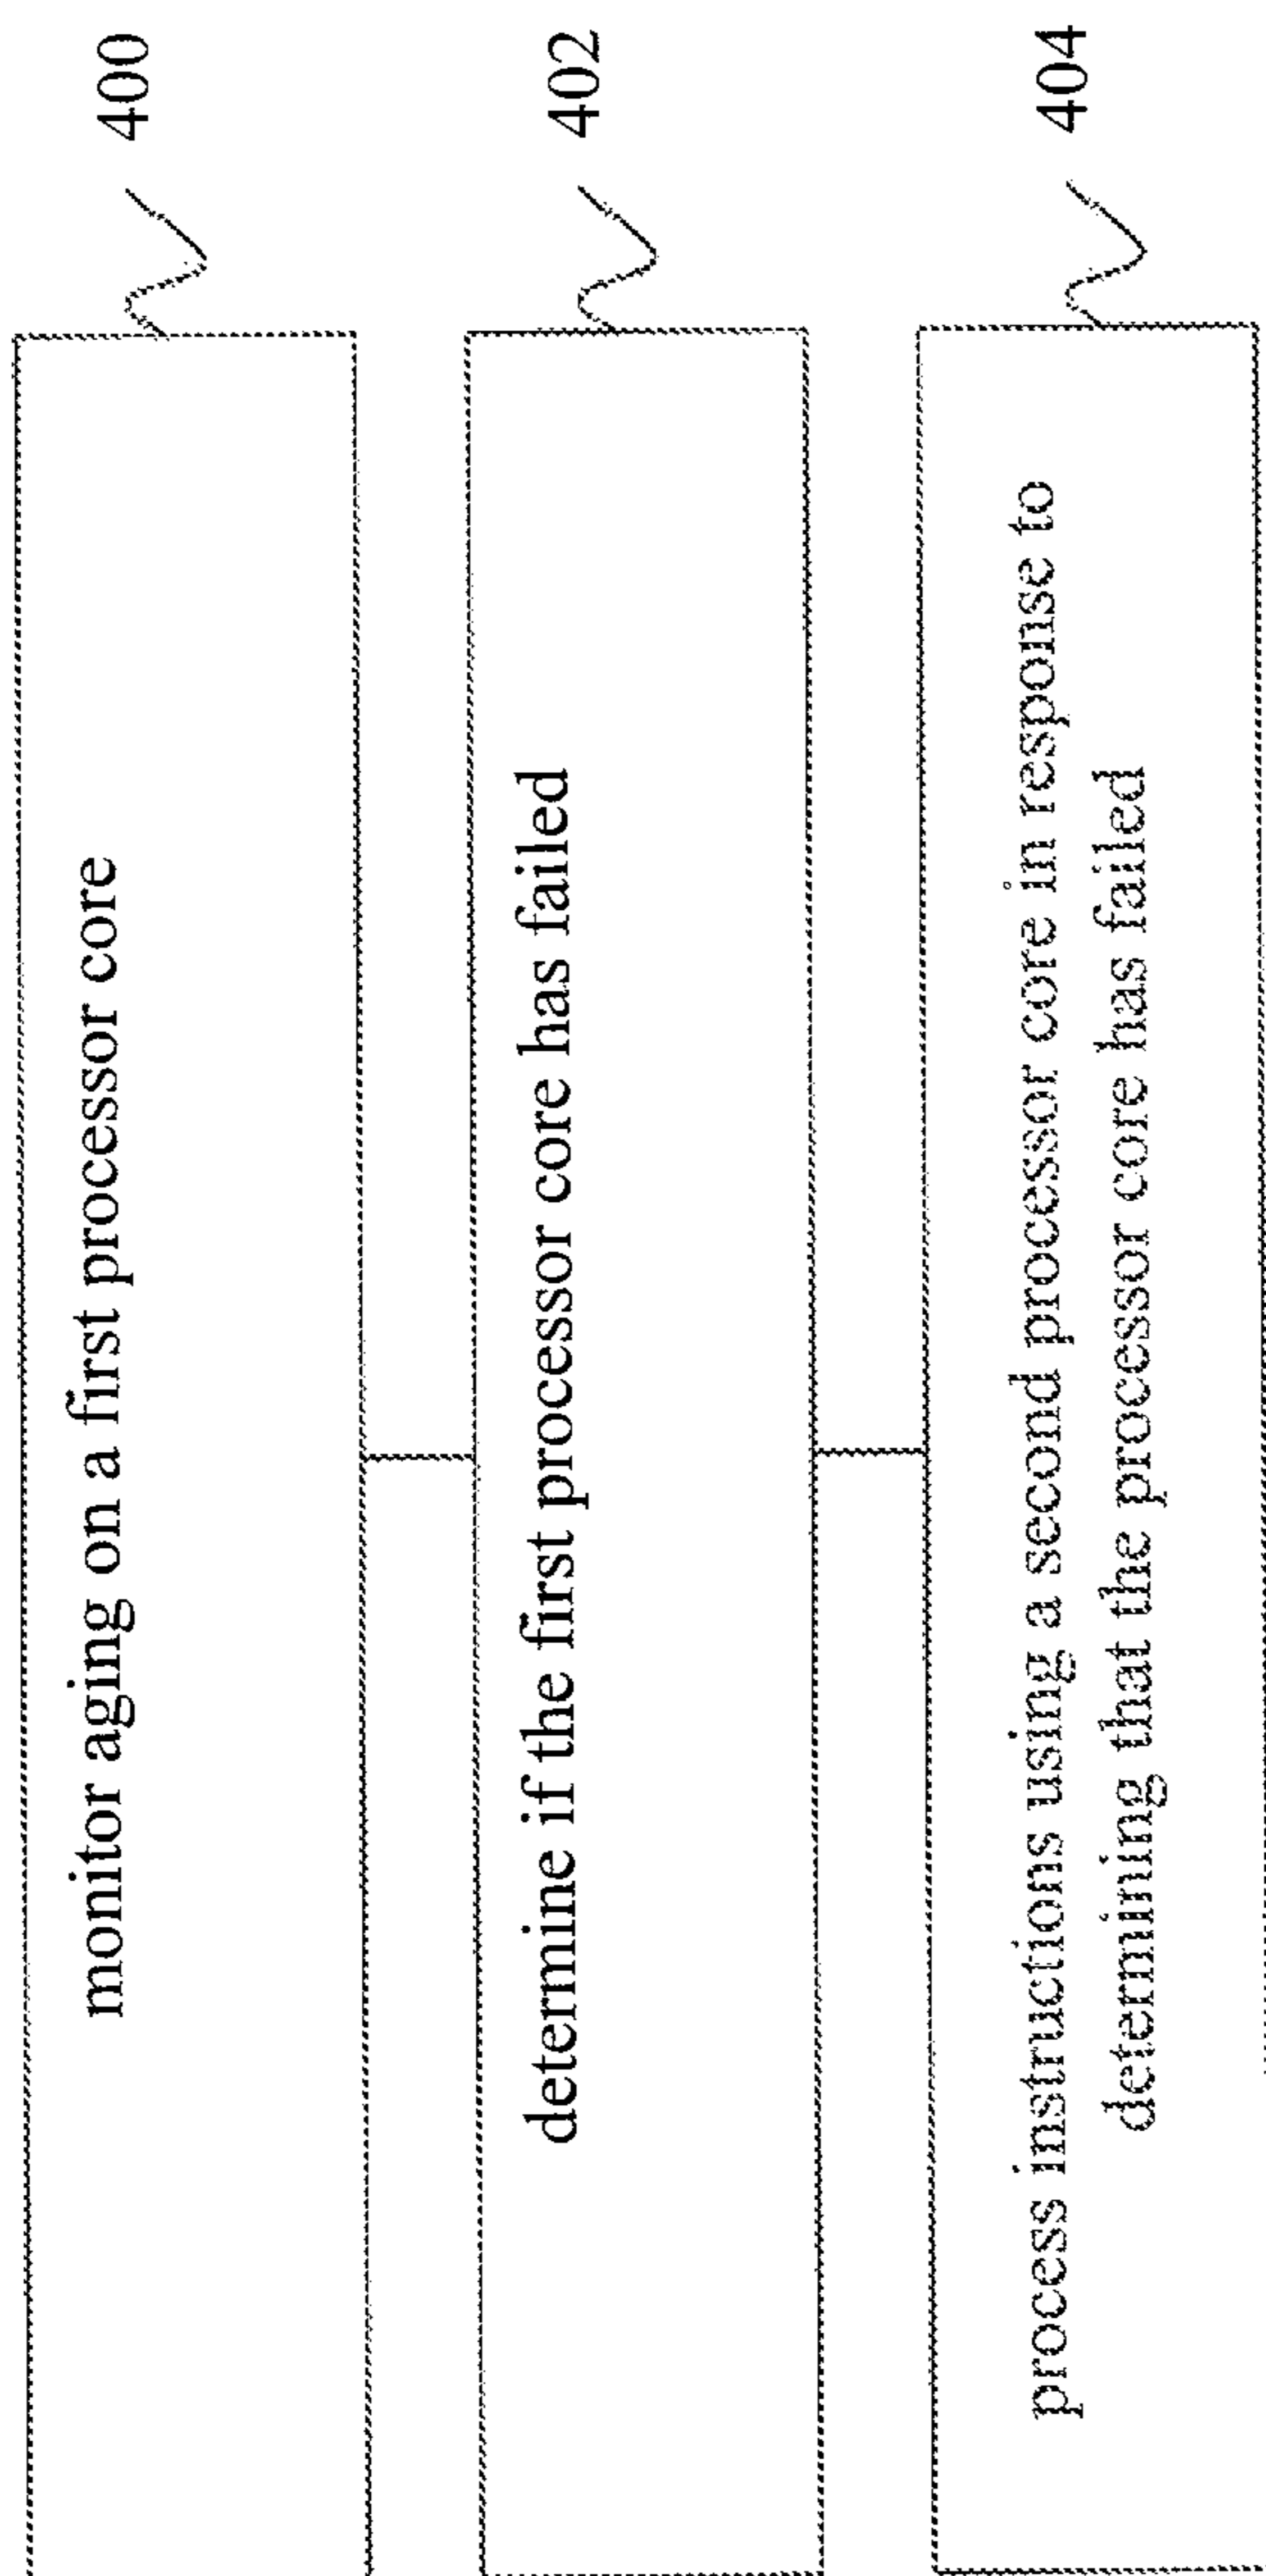 monitor aging on a first processor core
400
determine if the first processor core has failed
402
process instructions using a second processor core in response to
determining that the processor core has failed
404